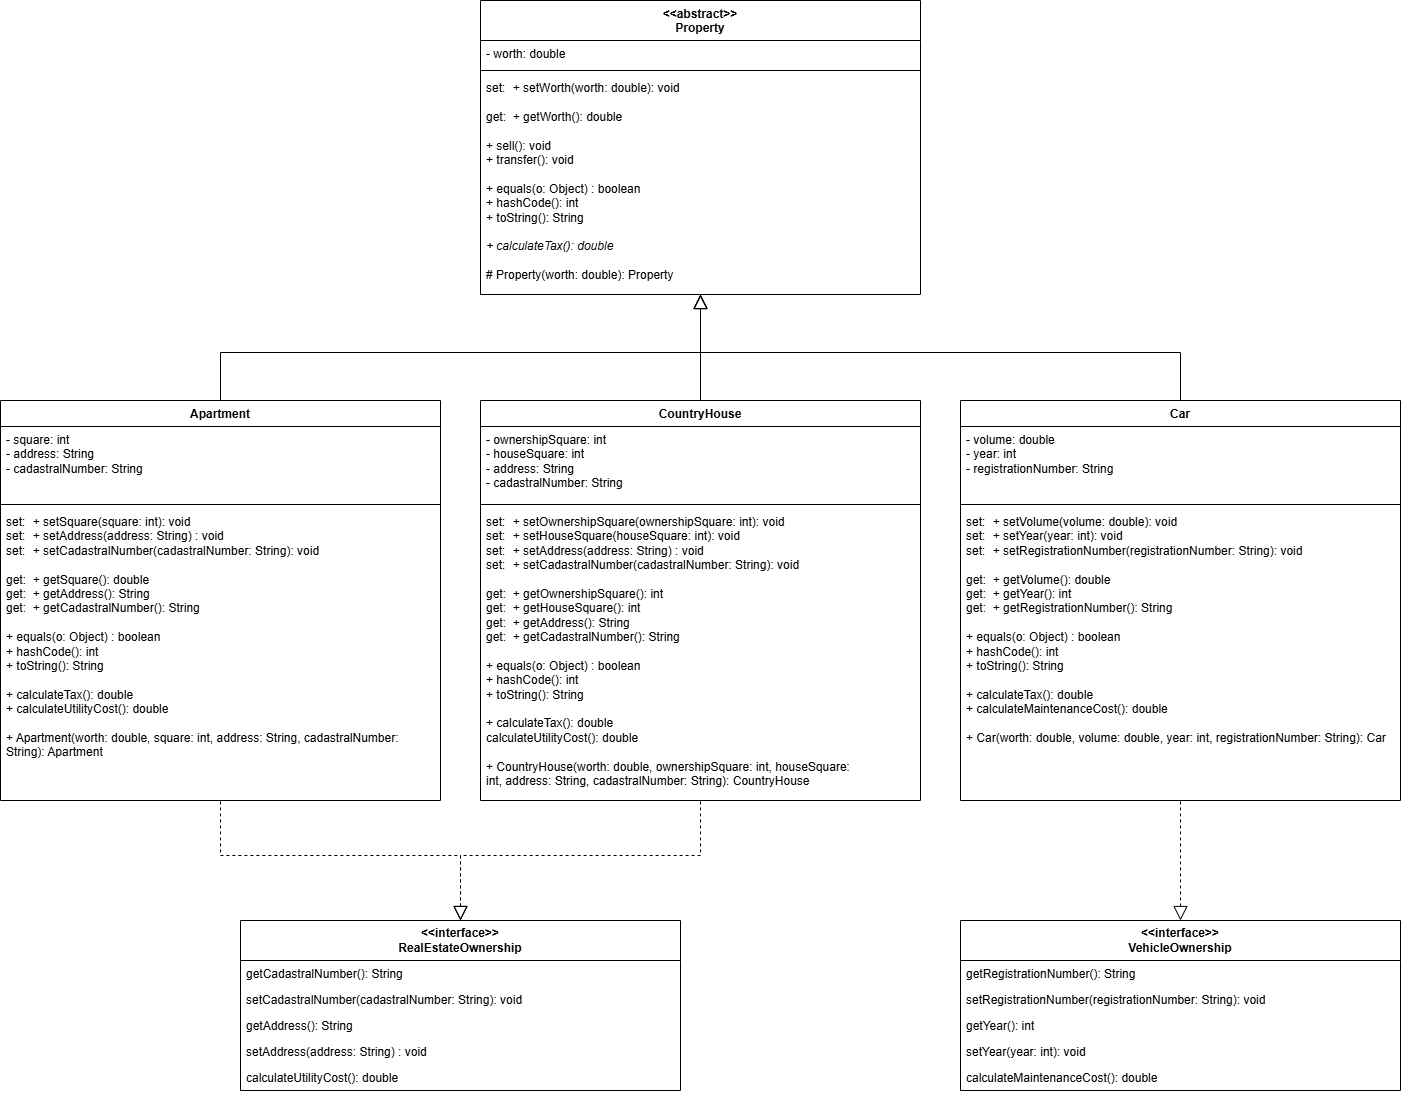 <<abstract>>
Property
- worth: double
set:  + setWorth(worth: double): void
get:  + getWorth(): double
+ sell(): void
+ transfer(): void
+ equals(o: Object) : boolean
+ hashCode(): int
+ toString(): String
+ calculateTax(): double
# Property(worth: double): Property
Apartment
- square: int
- address: String
- cadastralNumber: String
set:  + setSquare(square: int): void
set:  + setAddress(address: String) : void
set:  + setCadastralNumber(cadastralNumber: String): void
get:  + getSquare(): double
get:  + getAddress(): String
get:  + getCadastralNumber(): String
+ equals(o: Object) : boolean
+ hashCode(): int
+ toString(): String
+ calculateTax(): double
+ calculateUtilityCost(): double
+ Apartment(worth: double, square: int, address: String, cadastralNumber:
String): Apartment
CountryHouse
- ownershipSquare: int
- houseSquare: int
- address: String
- cadastralNumber: String
set:  + setOwnershipSquare(ownershipSquare: int): void
set:  + setHouseSquare(houseSquare: int): void
set:  + setAddress(address: String) : void
set:  + setCadastralNumber(cadastralNumber: String): void
get:  + getOwnershipSquare(): int
get:  + getHouseSquare(): int
get:  + getAddress(): String
get:  + getCadastralNumber(): String
+ equals(o: Object) : boolean
+ hashCode(): int
+ toString(): String
+ calculateTax(): double
calculateUtilityCost(): double
+ CountryHouse(worth: double, ownershipSquare: int, houseSquare:
int, address: String, cadastralNumber: String): CountryHouse
Car
- volume: double
- year: int
- registrationNumber: String
set:  + setVolume(volume: double): void
set:  + setYear(year: int): void
set:  + setRegistrationNumber(registrationNumber: String): void
get:  + getVolume(): double
get:  + getYear(): int
get:  + getRegistrationNumber(): String
+ equals(o: Object) : boolean
+ hashCode(): int
+ toString(): String
+ calculateTax(): double
+ calculateMaintenanceCost(): double
+ Car(worth: double, volume: double, year: int, registrationNumber: String): Car
<<interface>>
RealEstateOwnership
getCadastralNumber(): String
setCadastralNumber(cadastralNumber: String): void
getAddress(): String
setAddress(address: String) : void
calculateUtilityCost(): double
<<interface>>
VehicleOwnership
getRegistrationNumber(): String
setRegistrationNumber(registrationNumber: String): void
getYear(): int
setYear(year: int): void
calculateMaintenanceCost(): double